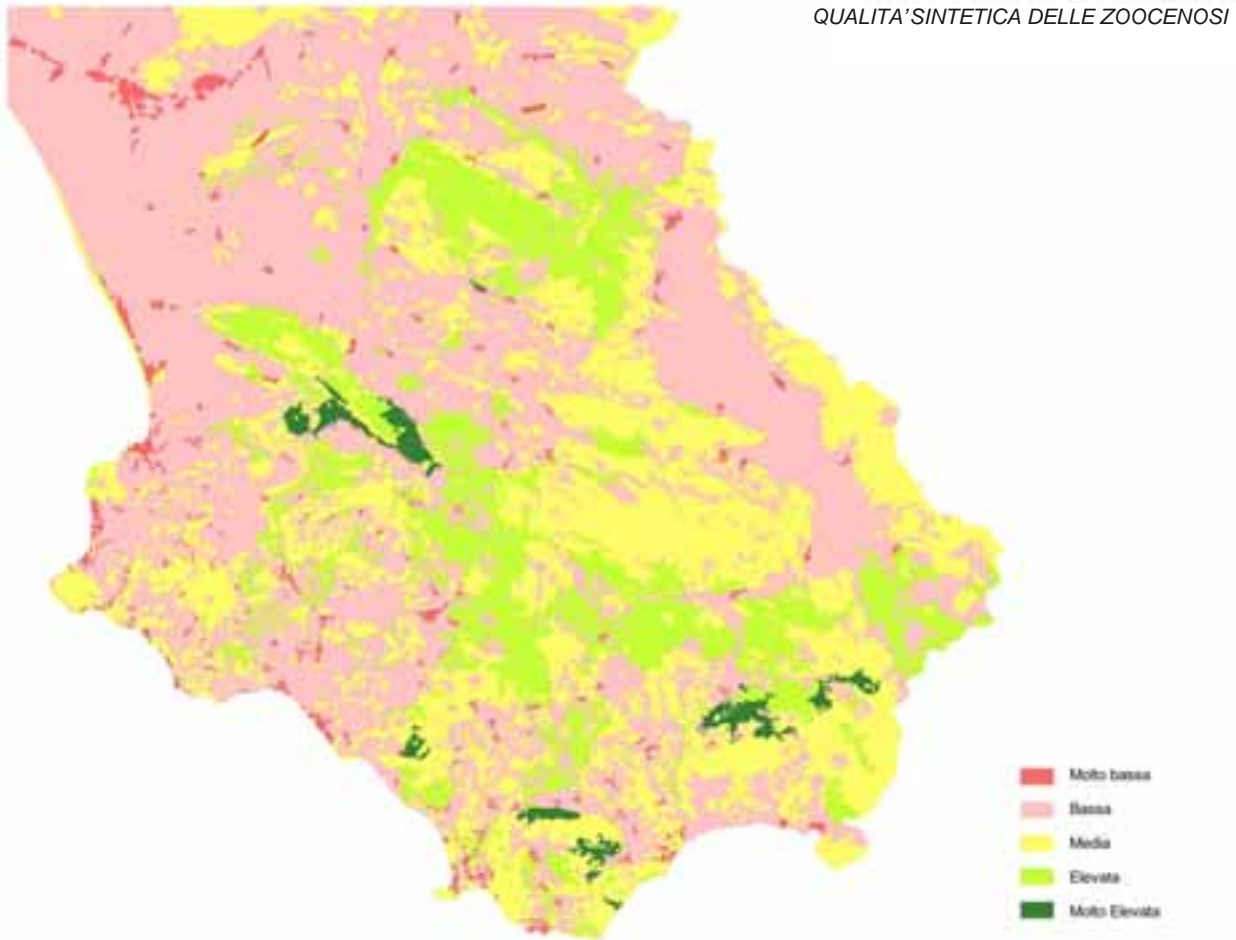 QUALITA'SINTETICA DELLE ZOOCENOSI
Molto bassa
Bassa
Media
Elevata
Molto Elevata